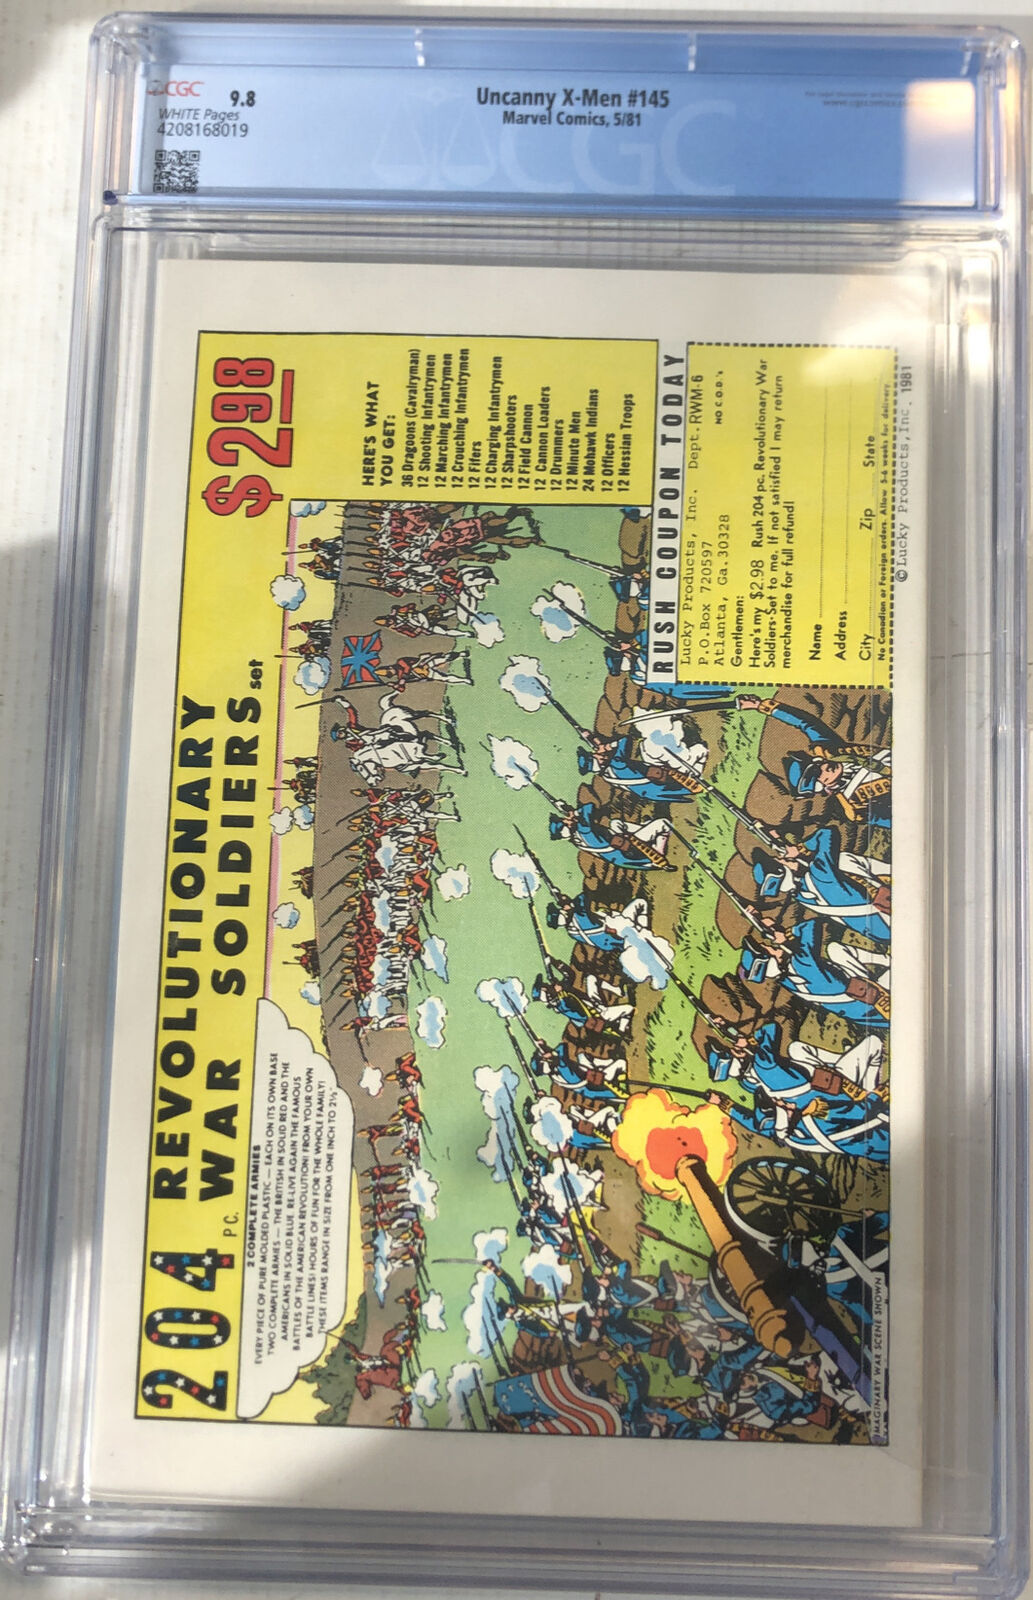 CGC 9.8
WHITE Pages
4208168019
Uncanny X-Men #145
Marvel Comics, 5/81
CGC
204 PC. REVOLUTIONARY
WAR SOLDIERS set
$2.98
2 COMPLETE ARMIES
EVERY PIECE OF PURE MOLDED PLASTIC — EACH ON ITS OWN BASE
TWO COMPLETE ARMIES — THE BRITISH IN SOLID RED AND THE
AMERICANS IN SOLID BLUE. RE-LIVE AGAIN THE FAMOUS
BATTLES OF THE AMERICAN REVOLUTION! FROM YOUR OWN
BATTLE LINES! HOURS OF FUN FOR THE WHOLE FAMILY!
THESE ITEMS RANGE IN SIZE FROM ONE INCH TO 2½"
HERE'S WHAT
YOU GET:
36 Dragoons (Cavalryman)
12 Shooting Infantrymen
12 Marching Infantrymen
12 Crouching Infantrymen
12 Fifers
12 Charging Infantrymen
12 Sharpshooters
12 Field Cannon
12 Cannon Loaders
12 Drummers
12 Minute Men
24 Mohawk Indians
12 Officers
12 Hessian Troops
RUSH COUPON TODAY
Lucky Products, Inc. Dept.RWM-6
P.O.Box 720597 NO C.O.D.'s
Atlanta, Ga.30328
Gentlemen:
Here's my $2.98 Rush 204 pc. Revolutionary War
Soldiers Set to me. If not satisfied I may return
merchandise for full refund!
Name
Address
City Zip State
No Canadian or Foreign orders. Allow 5-6 weeks for delivery.
© Lucky Products, Inc. 1981
IMAGINARY WAR SCENE SHOWN